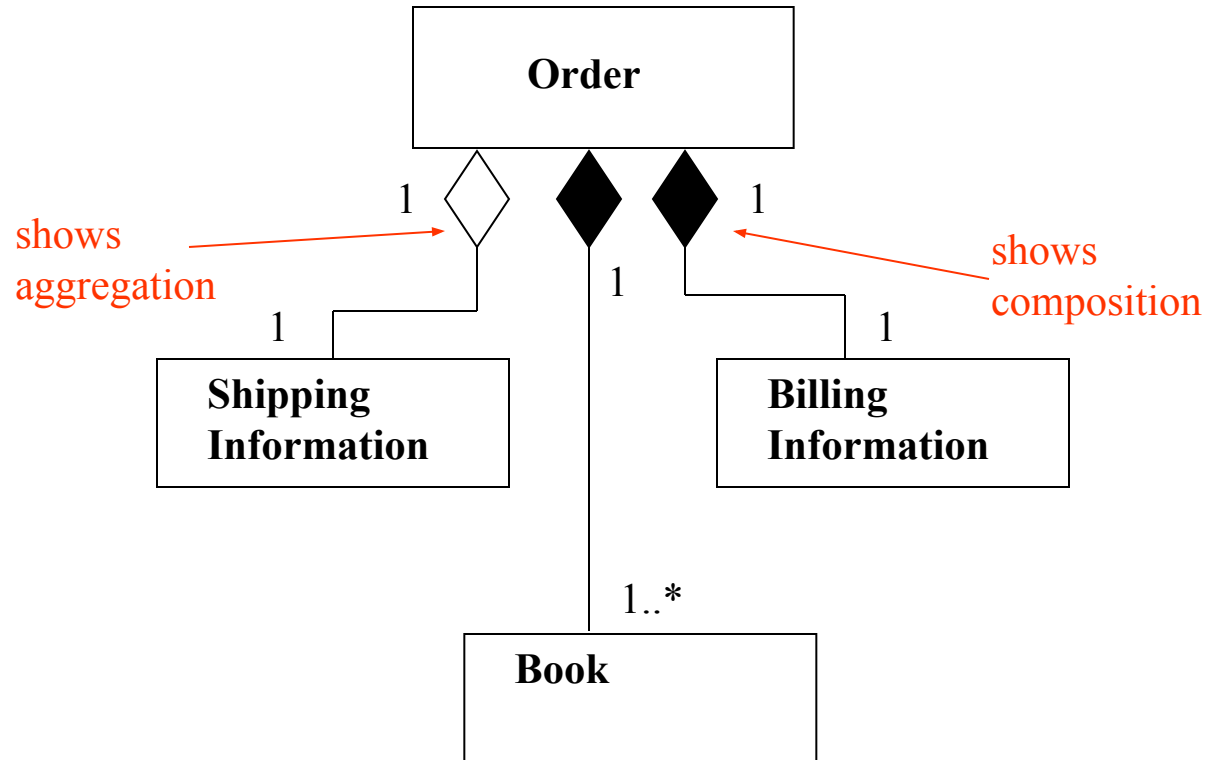 Order
1
1
shows
aggregation
shows
composition
1
1
1
Shipping
Information
Billing
Information
1..*
Book